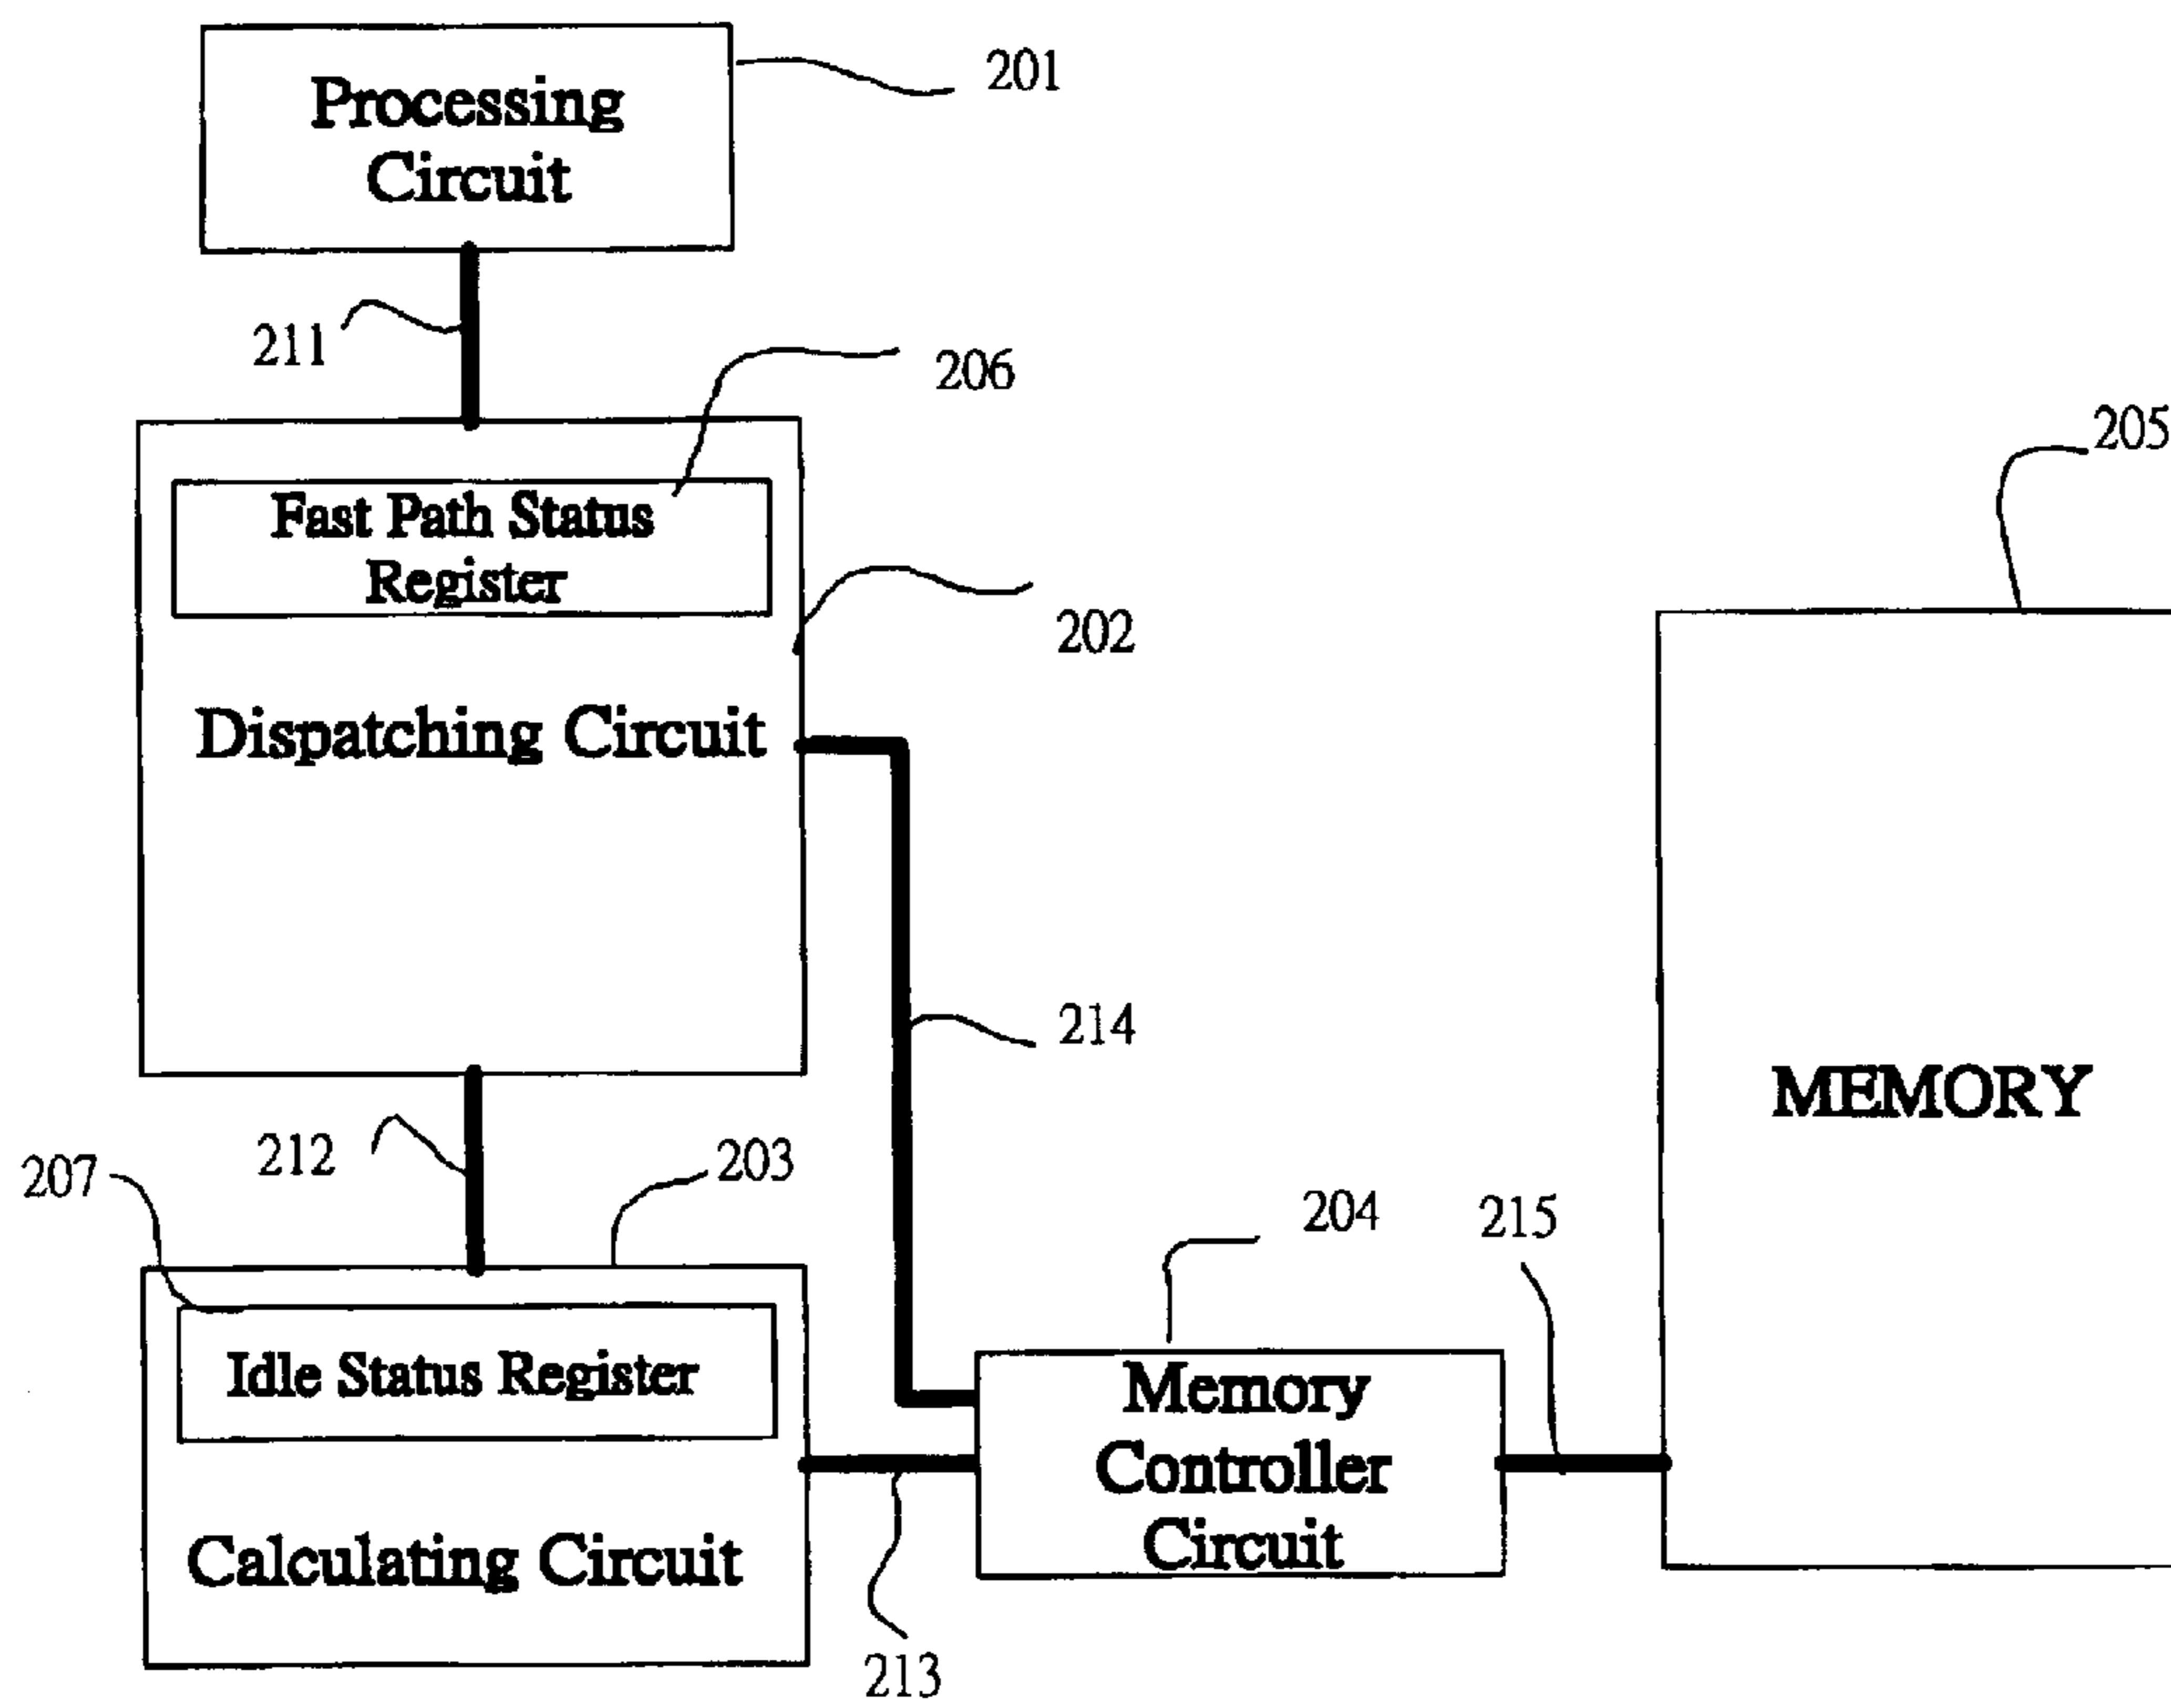 Processing
Circuit
201
211
206
205
Fast Path Status
Register
202
Dispatching Circuit
214
MEMORY
212
203
207
204
215
Idle Status Register
Memory
Controller
Circuit
Calculating Circuit
213